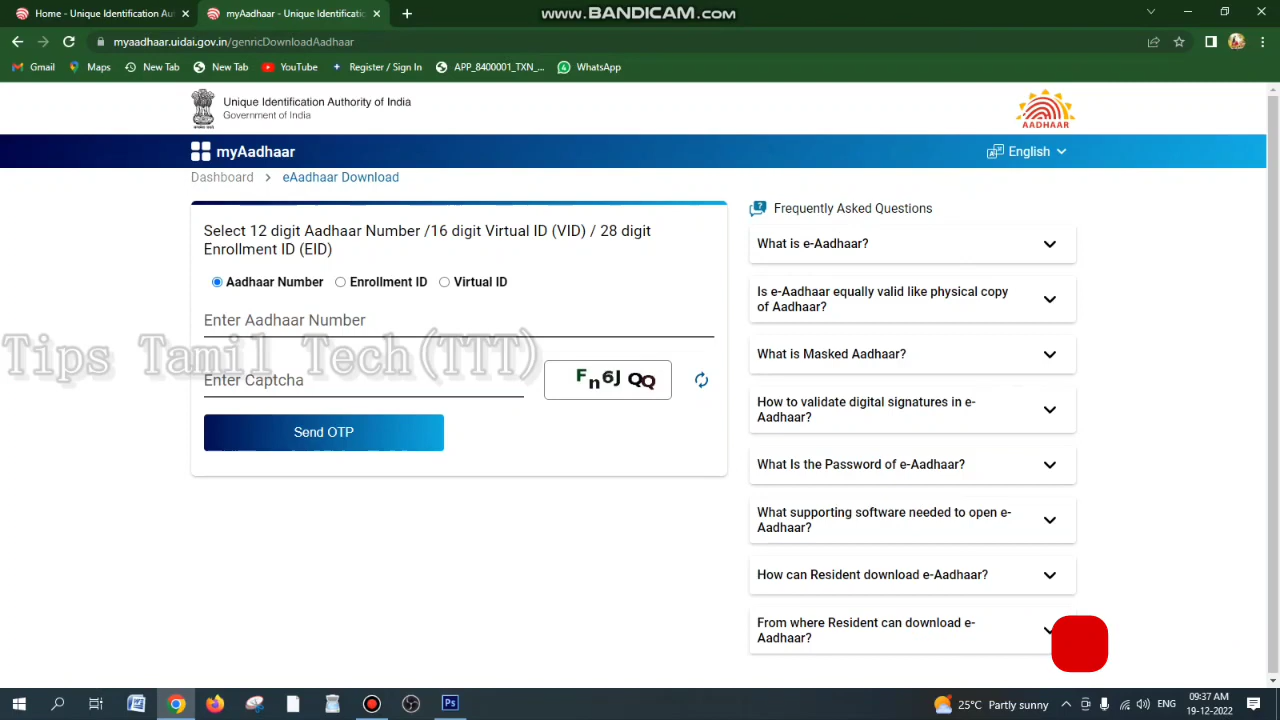 Home - Unique Identification Aut
myAadhaar - Unique Identification
www.BANDICAM.com
myaadhaar.uidai.gov.in/genricDownloadAadhaar
Gmail
Maps
New Tab
New Tab
YouTube
Register / Sign In
APP_8400001_TXN_...
WhatsApp
Unique Identification Authority of India
Government of India
AADHAAR
myAadhaar
English
Dashboard > eAadhaar Download
Select 12 digit Aadhaar Number /16 digit Virtual ID (VID) / 28 digit
Enrollment ID (EID)
Aadhaar Number
Enrollment ID
Virtual ID
Enter Aadhaar Number
Tips Tamil Tech(TTT)
Enter Captcha
Fn6JQQ
Send OTP
Frequently Asked Questions
What is e-Aadhaar?
Is e-Aadhaar equally valid like physical copy
of Aadhaar?
What is Masked Aadhaar?
How to validate digital signatures in e-
Aadhaar?
What Is the Password of e-Aadhaar?
What supporting software needed to open e-
Aadhaar?
How can Resident download e-Aadhaar?
From where Resident can download e-
Aadhaar?
25°C Partly sunny
ENG
09:37 AM
19-12-2022